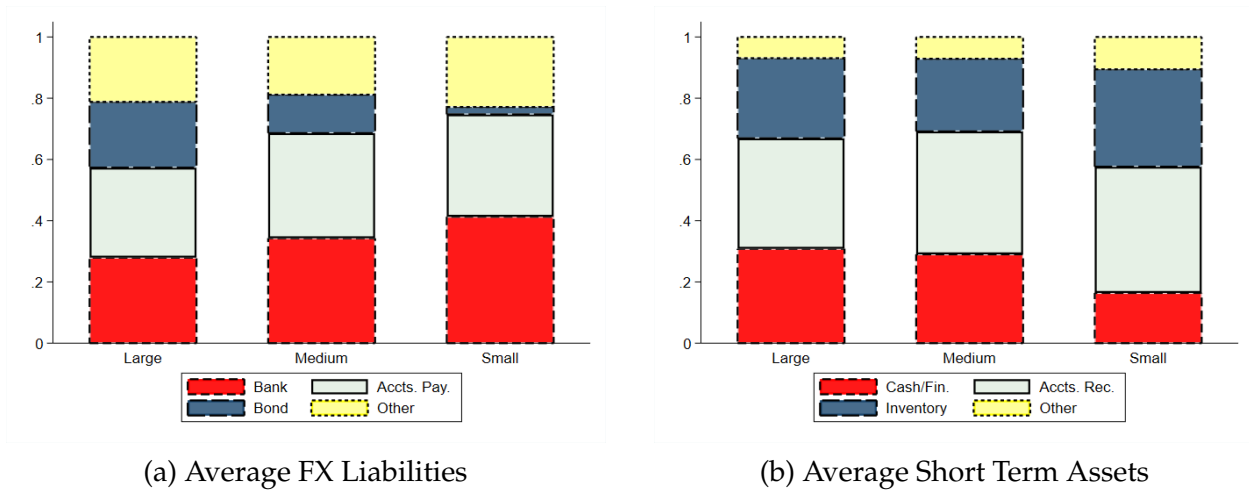 1
.8
.6
.4
.2
0
Large Medium Small
Bank Accts. Pay.
Bond Other
(a) Average FX Liabilities
1
.8
.6
.4
.2
0
Large Medium Small
Cash/Fin. Accts. Rec.
Inventory Other
(b) Average Short Term Assets